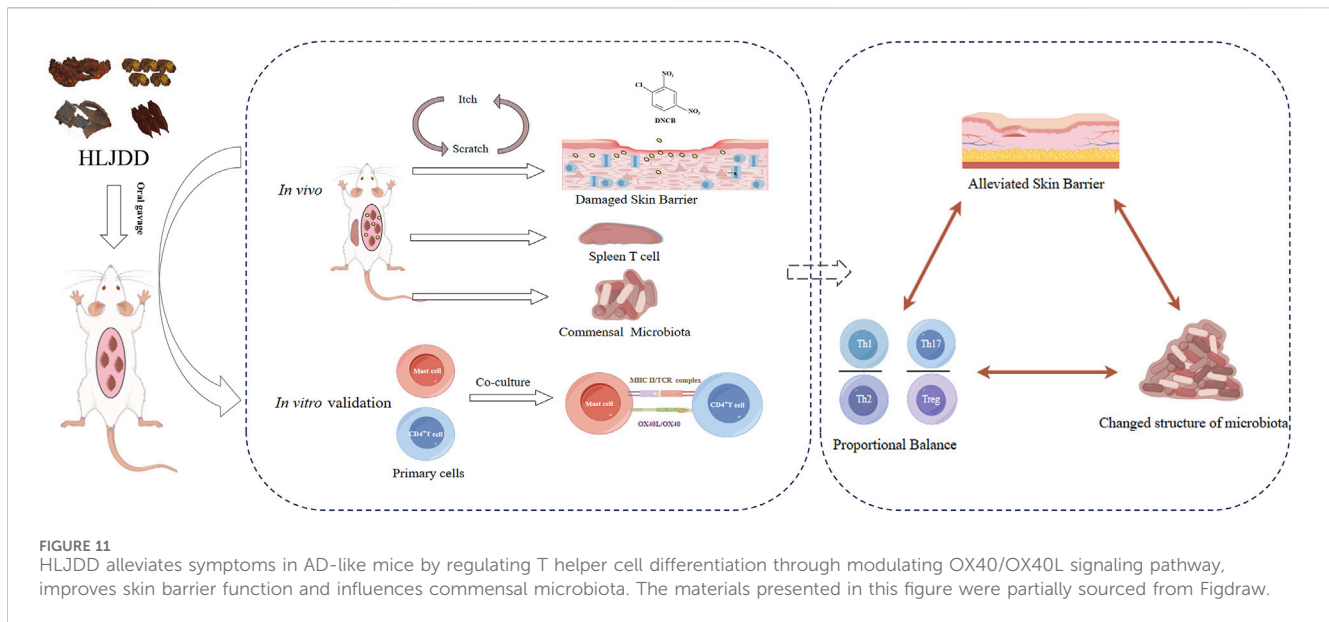 HLJDD
Oral gavage
In vivo
Itch
Scratch
NO₂
Cl
NO₂
DNCB
Damaged Skin Barrier
Spleen T cell
Commensal Microbiota
In vitro validation
Mast cell
CD4⁺T cell
Primary cells
Co-culture
MHC II/TCR complex
Mast cell
CD4⁺T cell
OX40L/OX40
Alleviated Skin Barrier
Th1
Th17
Th2
Treg
Proportional Balance
Changed structure of microbiota
FIGURE 11
HLJDD alleviates symptoms in AD-like mice by regulating T helper cell differentiation through modulating OX40/OX40L signaling pathway,
improves skin barrier function and influences commensal microbiota. The materials presented in this figure were partially sourced from Figdraw.